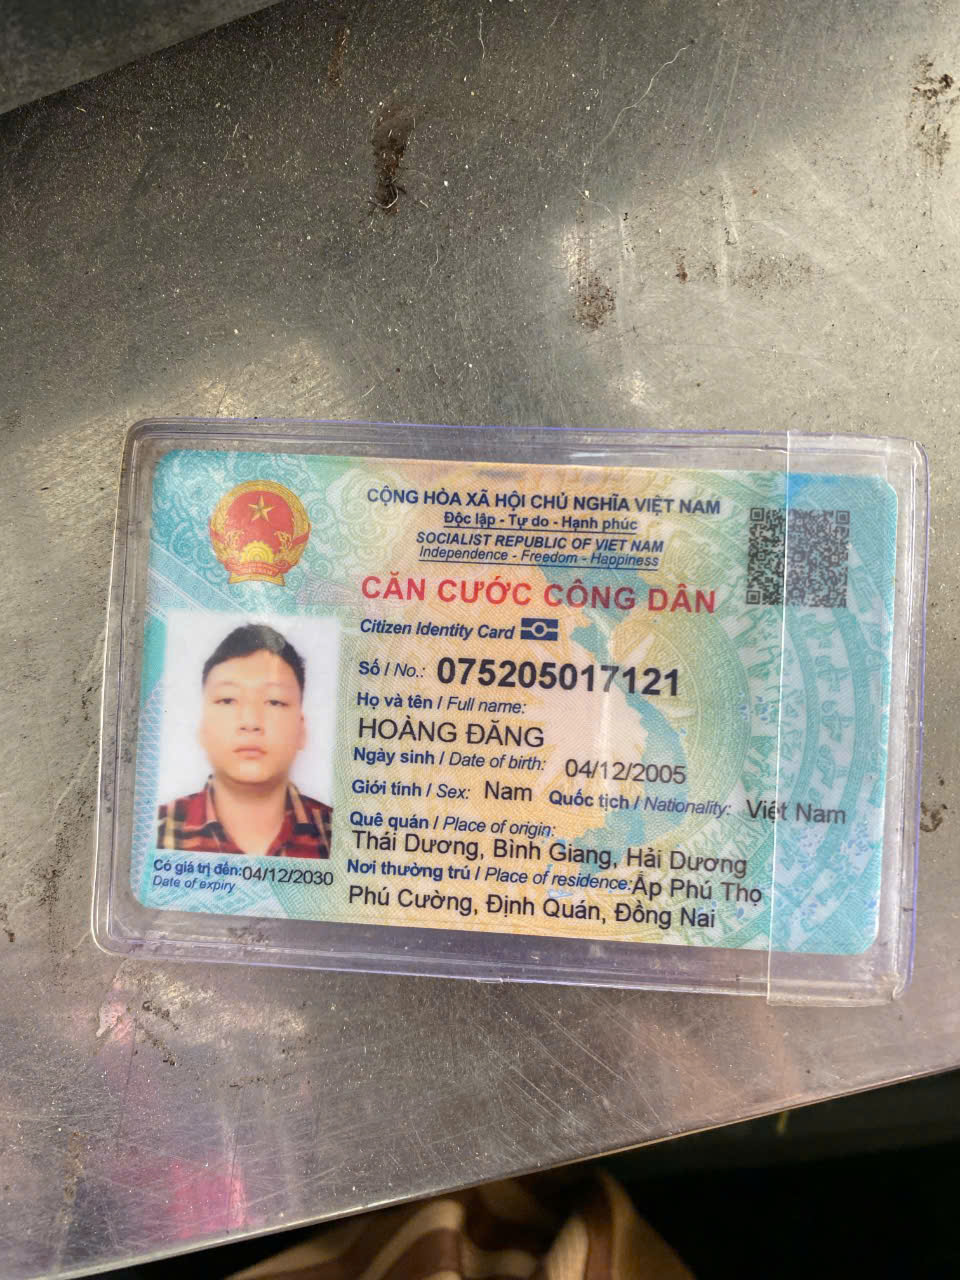 CỘNG HÒA XÃ HỘI CHỦ NGHĨA VIỆT NAM
Độc lập - Tự do - Hạnh phúc
SOCIALIST REPUBLIC OF VIET NAM
Independence - Freedom - Happiness
CĂN CƯỚC CÔNG DÂN
Citizen Identity Card
Số / No.: 075205017121
Họ và tên / Full name:
HOÀNG ĐĂNG
Ngày sinh / Date of birth: 04/12/2005
Giới tính / Sex: Nam Quốc tịch / Nationality: Việt Nam
Quê quán / Place of origin:
Thái Dương, Bình Giang, Hải Dương
Nơi thường trú / Place of residence: Ấp Phú Thọ
Phú Cường, Định Quán, Đồng Nai
Có giá trị đến: 04/12/2030
Date of expiry